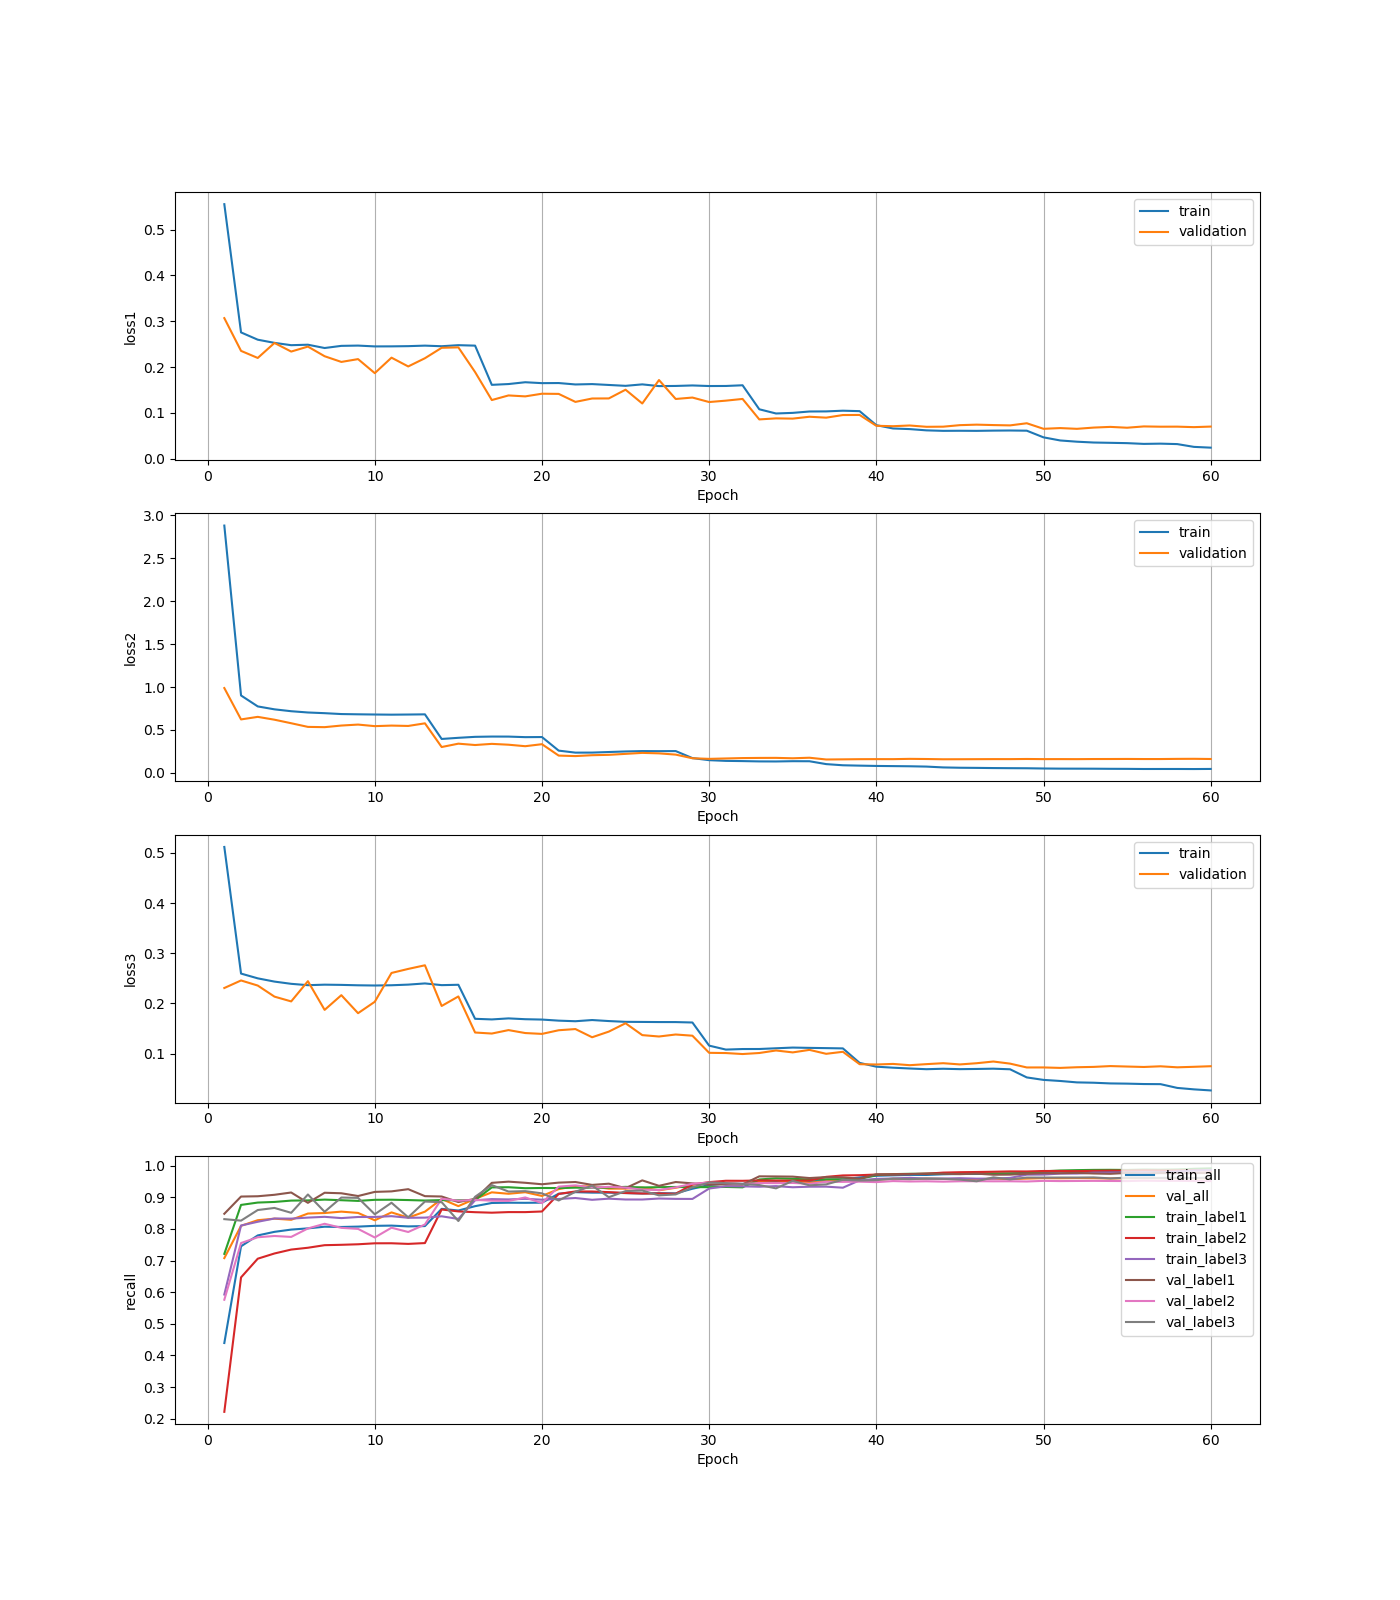 train
validation
0.5
0.4
0.3
0.2
0.1
0.0
loss1
0 10 20 30 40 50 60
Epoch
train
validation
3.0
2.5
2.0
1.5
1.0
0.5
0.0
loss2
0 10 20 30 40 50 60
Epoch
train
validation
0.5
0.4
0.3
0.2
0.1
loss3
0 10 20 30 40 50 60
Epoch
train_all
val_all
train_label1
train_label2
train_label3
val_label1
val_label2
val_label3
1.0
0.9
0.8
0.7
0.6
0.5
0.4
0.3
0.2
recall
0 10 20 30 40 50 60
Epoch